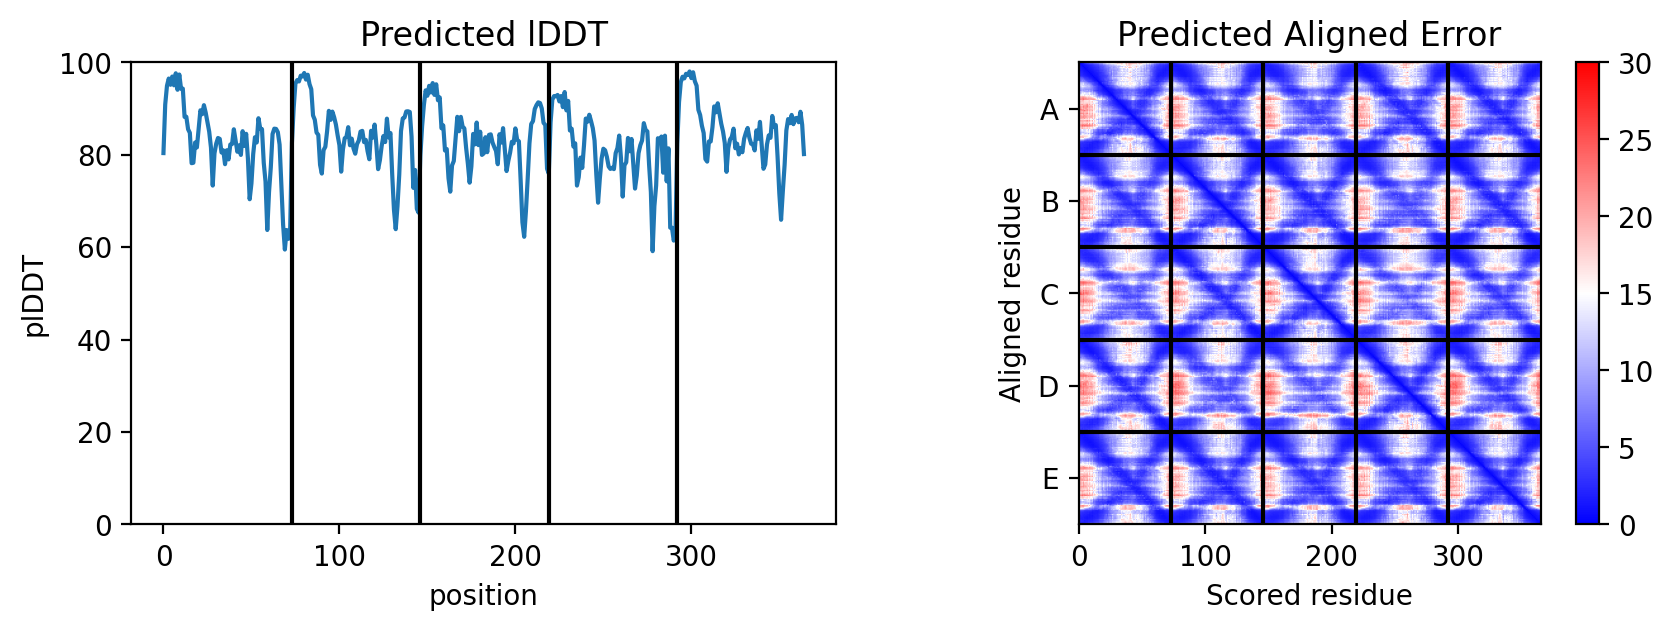 Predicted lDDT
100
80
60
40
20
0
plDDT
0 100 200 300
position
Predicted Aligned Error
A
B
C
D
E
Aligned residue
0 100 200 300
Scored residue
30
25
20
15
10
5
0